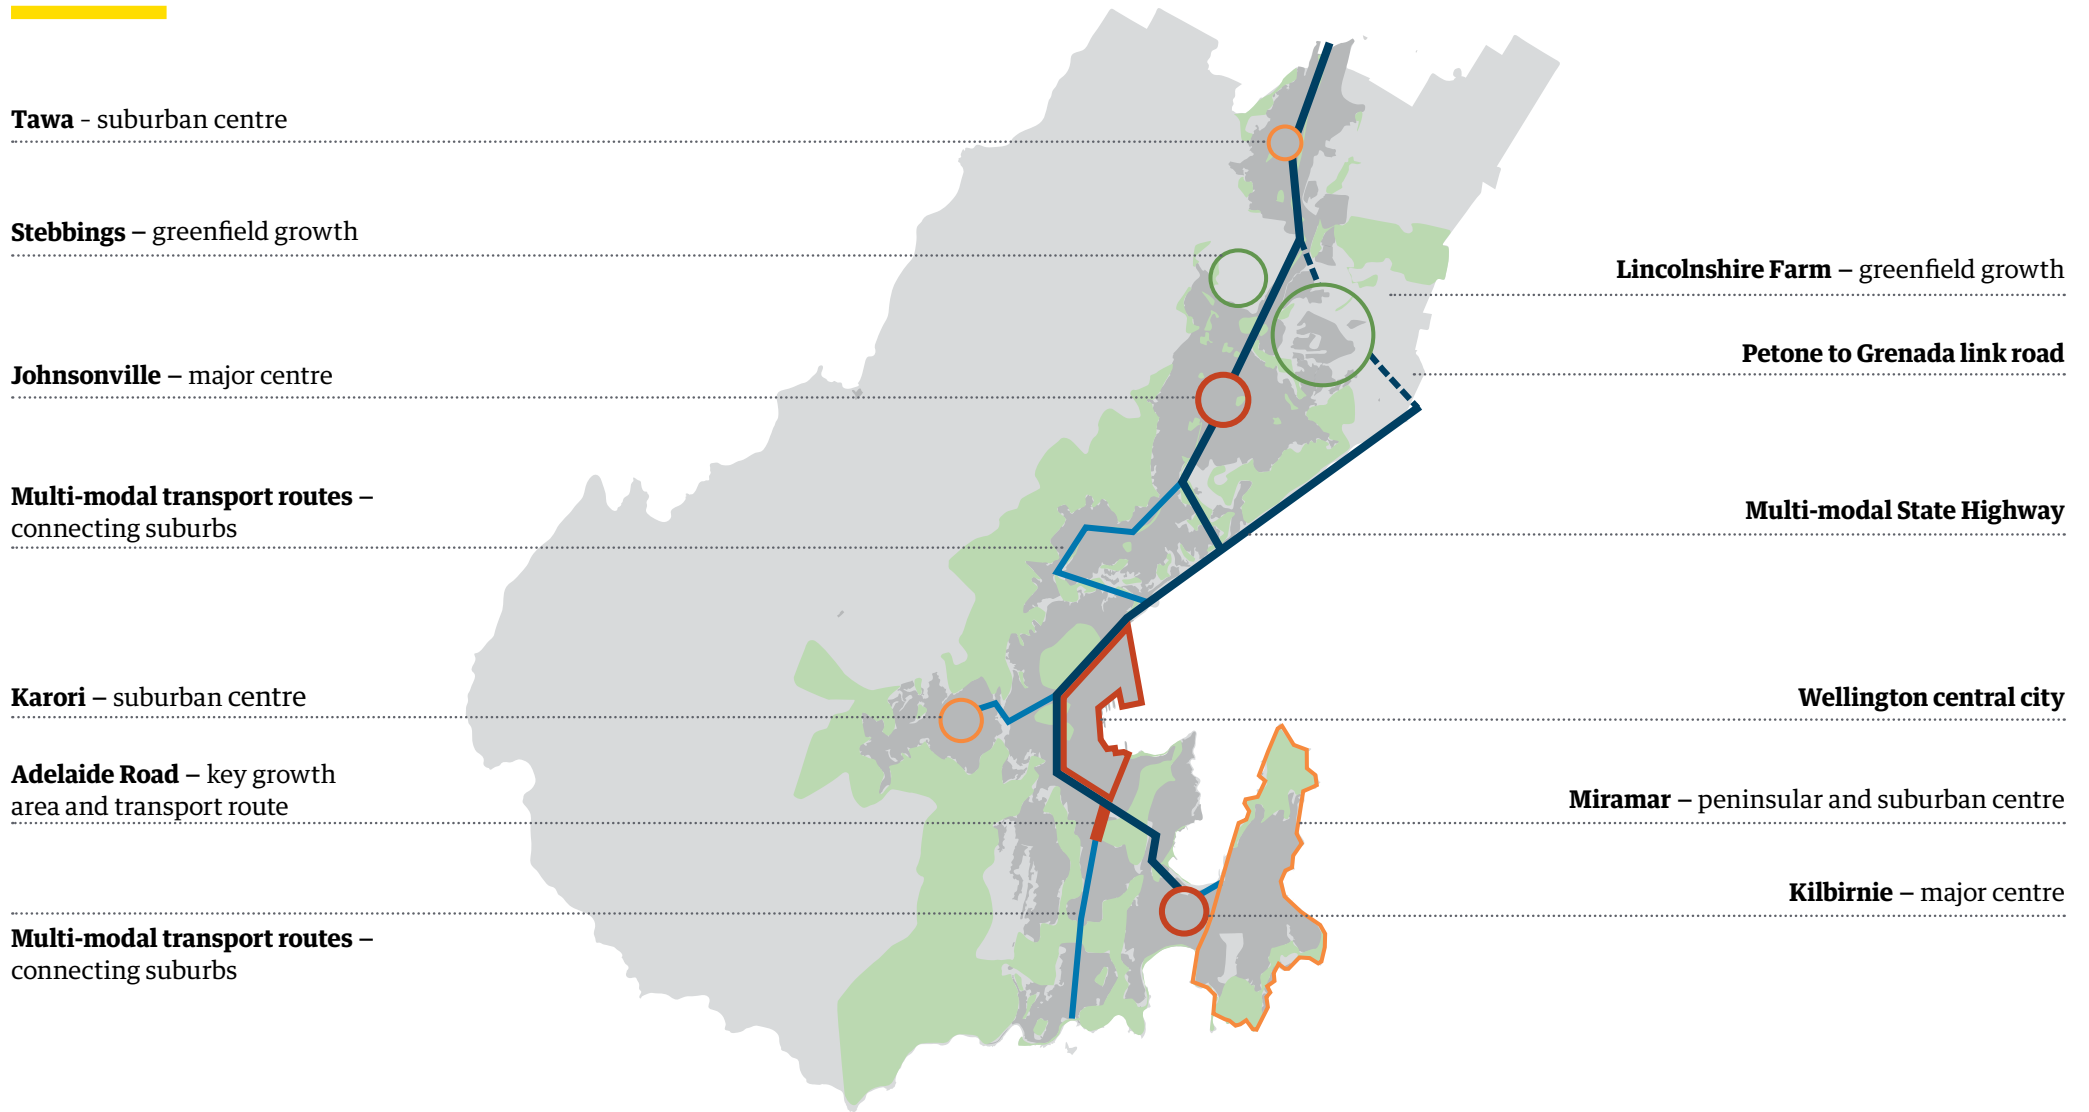 Tawa - suburban centre
Stebbings – greenfield growth
Johnsonville – major centre
Multi-modal transport routes –
connecting suburbs
Karori – suburban centre
Adelaide Road – key growth
area and transport route
Multi-modal transport routes –
connecting suburbs
Lincolnshire Farm – greenfield growth
Petone to Grenada link road
Multi-modal State Highway
Wellington central city
Miramar – peninsular and suburban centre
Kilbirnie – major centre